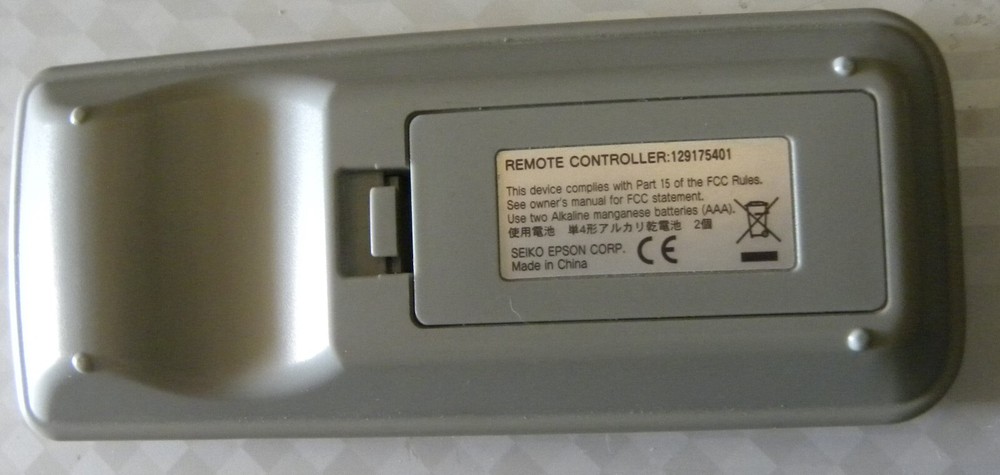 REMOTE CONTROLLER:129175401
This device complies with Part 15 of the FCC Rules.
See owner's manual for FCC statement.
Use two Alkaline manganese batteries (AAA).
使用電池 単4形アルカリ乾電池 2個
SEIKO EPSON CORP. CE
Made in China